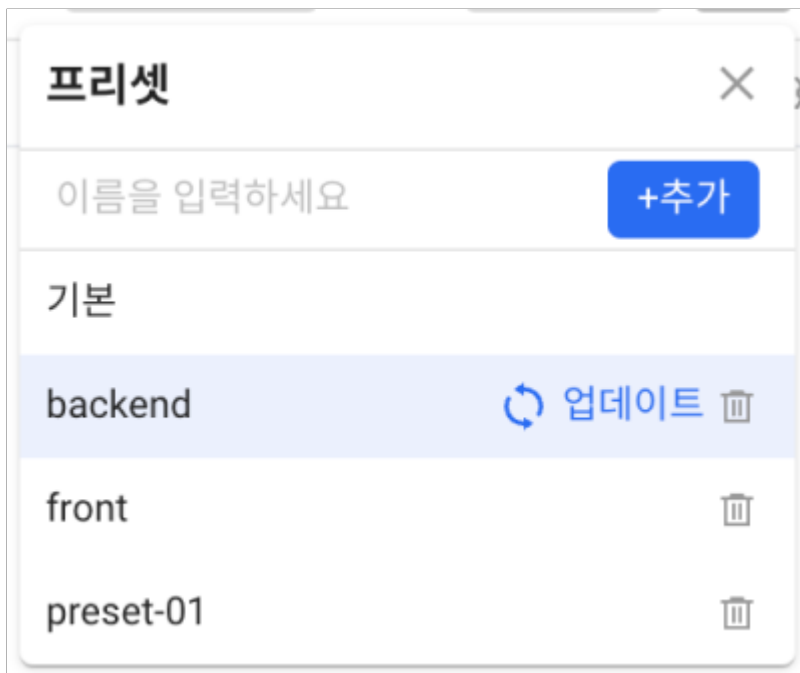 프리셋
이름을 입력하세요 +추가
기본
backend 업데이트
front
preset-01